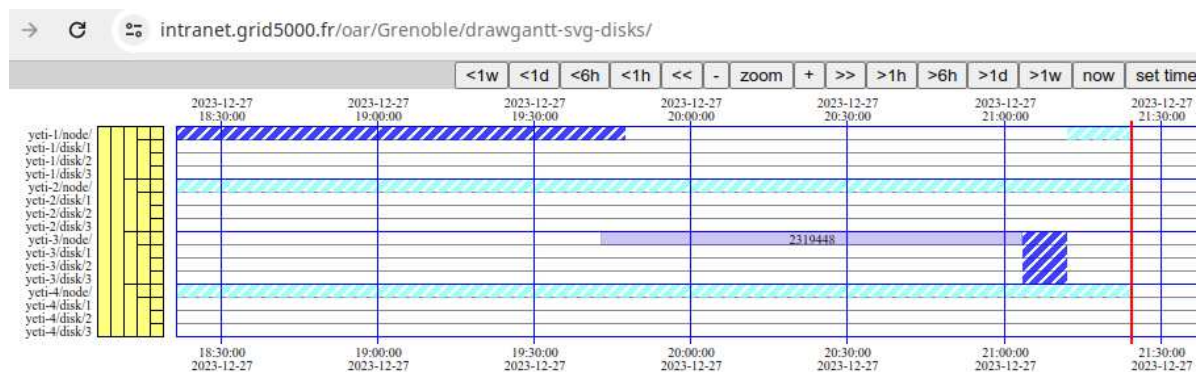 intranet.grid5000.fr/oar/Grenoble/drawgantt-svg-disks/
<1w <1d <6h <1h << - zoom + >> >1h >6h >1d >1w now set time
2023-12-27 2023-12-27 2023-12-27 2023-12-27 2023-12-27 2023-12-27 2023-12-27
18:30:00 19:00:00 19:30:00 20:00:00 20:30:00 21:00:00 21:30:00
yeti-1/node/
yeti-1/disk/1
yeti-1/disk/2
yeti-1/disk/3
yeti-2/node/
yeti-2/disk/1
yeti-2/disk/2
yeti-2/disk/3
yeti-3/node/ 2319448
yeti-3/disk/1
yeti-3/disk/2
yeti-3/disk/3
yeti-4/node/
yeti-4/disk/1
yeti-4/disk/2
yeti-4/disk/3
18:30:00 19:00:00 19:30:00 20:00:00 20:30:00 21:00:00 21:30:00
2023-12-27 2023-12-27 2023-12-27 2023-12-27 2023-12-27 2023-12-27 2023-12-27